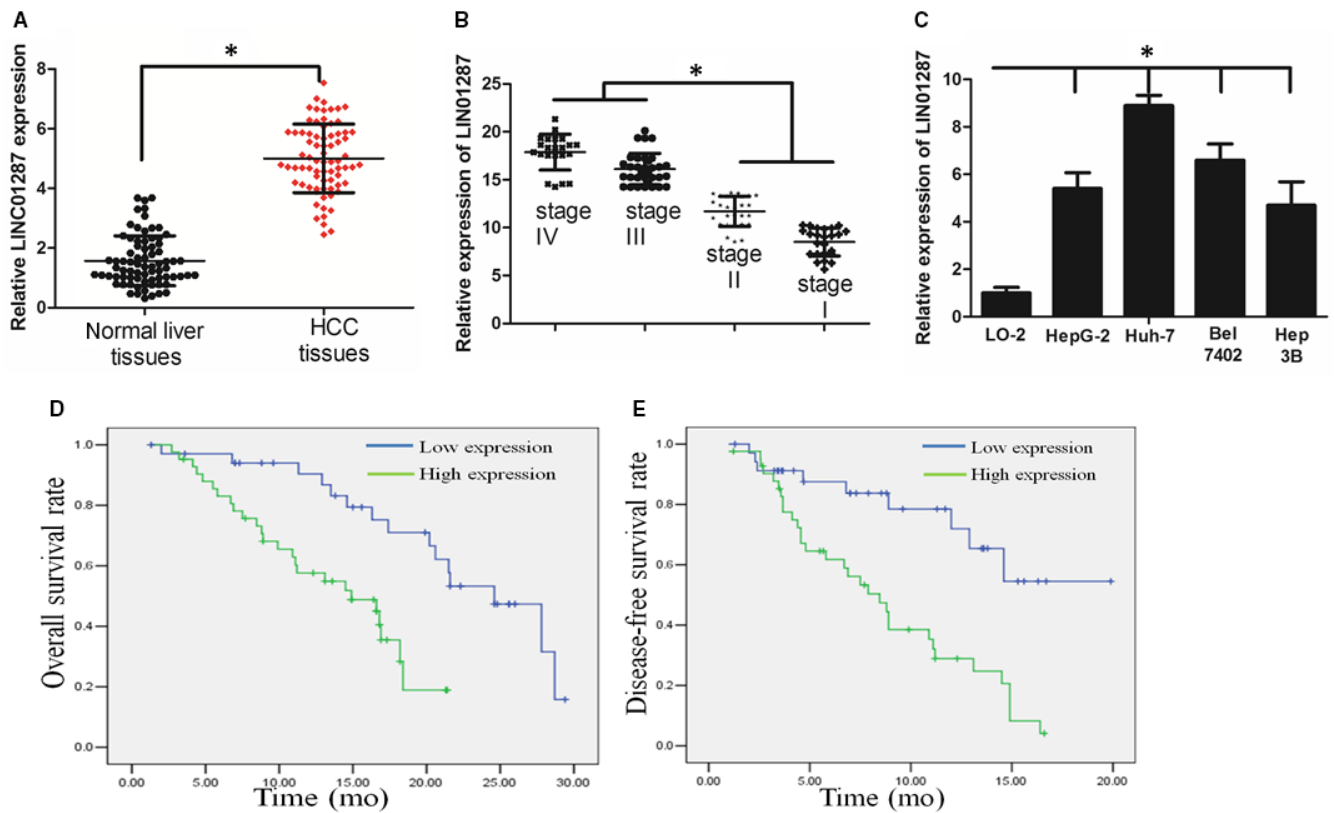 A
Relative LINC01287 expression
8
6
4
2
0
*
Normal liver
tissues
HCC
tissues
B
Relative expression of LIN01287
25
20
15
10
5
0
*
stage
IV
stage
III
stage
II
stage
I
C
Relative expression of LIN01287
10
8
6
4
2
0
*
LO-2
HepG-2
Huh-7
Bel
7402
Hep
3B
D
Overall survival rate
1.0
0.8
0.6
0.4
0.2
0.0
Low expression
High expression
0.00 5.00 10.00 15.00 20.00 25.00 30.00
Time (mo)
E
Disease-free survival rate
1.0
0.8
0.6
0.4
0.2
0.0
Low expression
High expression
0.00 5.00 10.00 15.00 20.00
Time (mo)